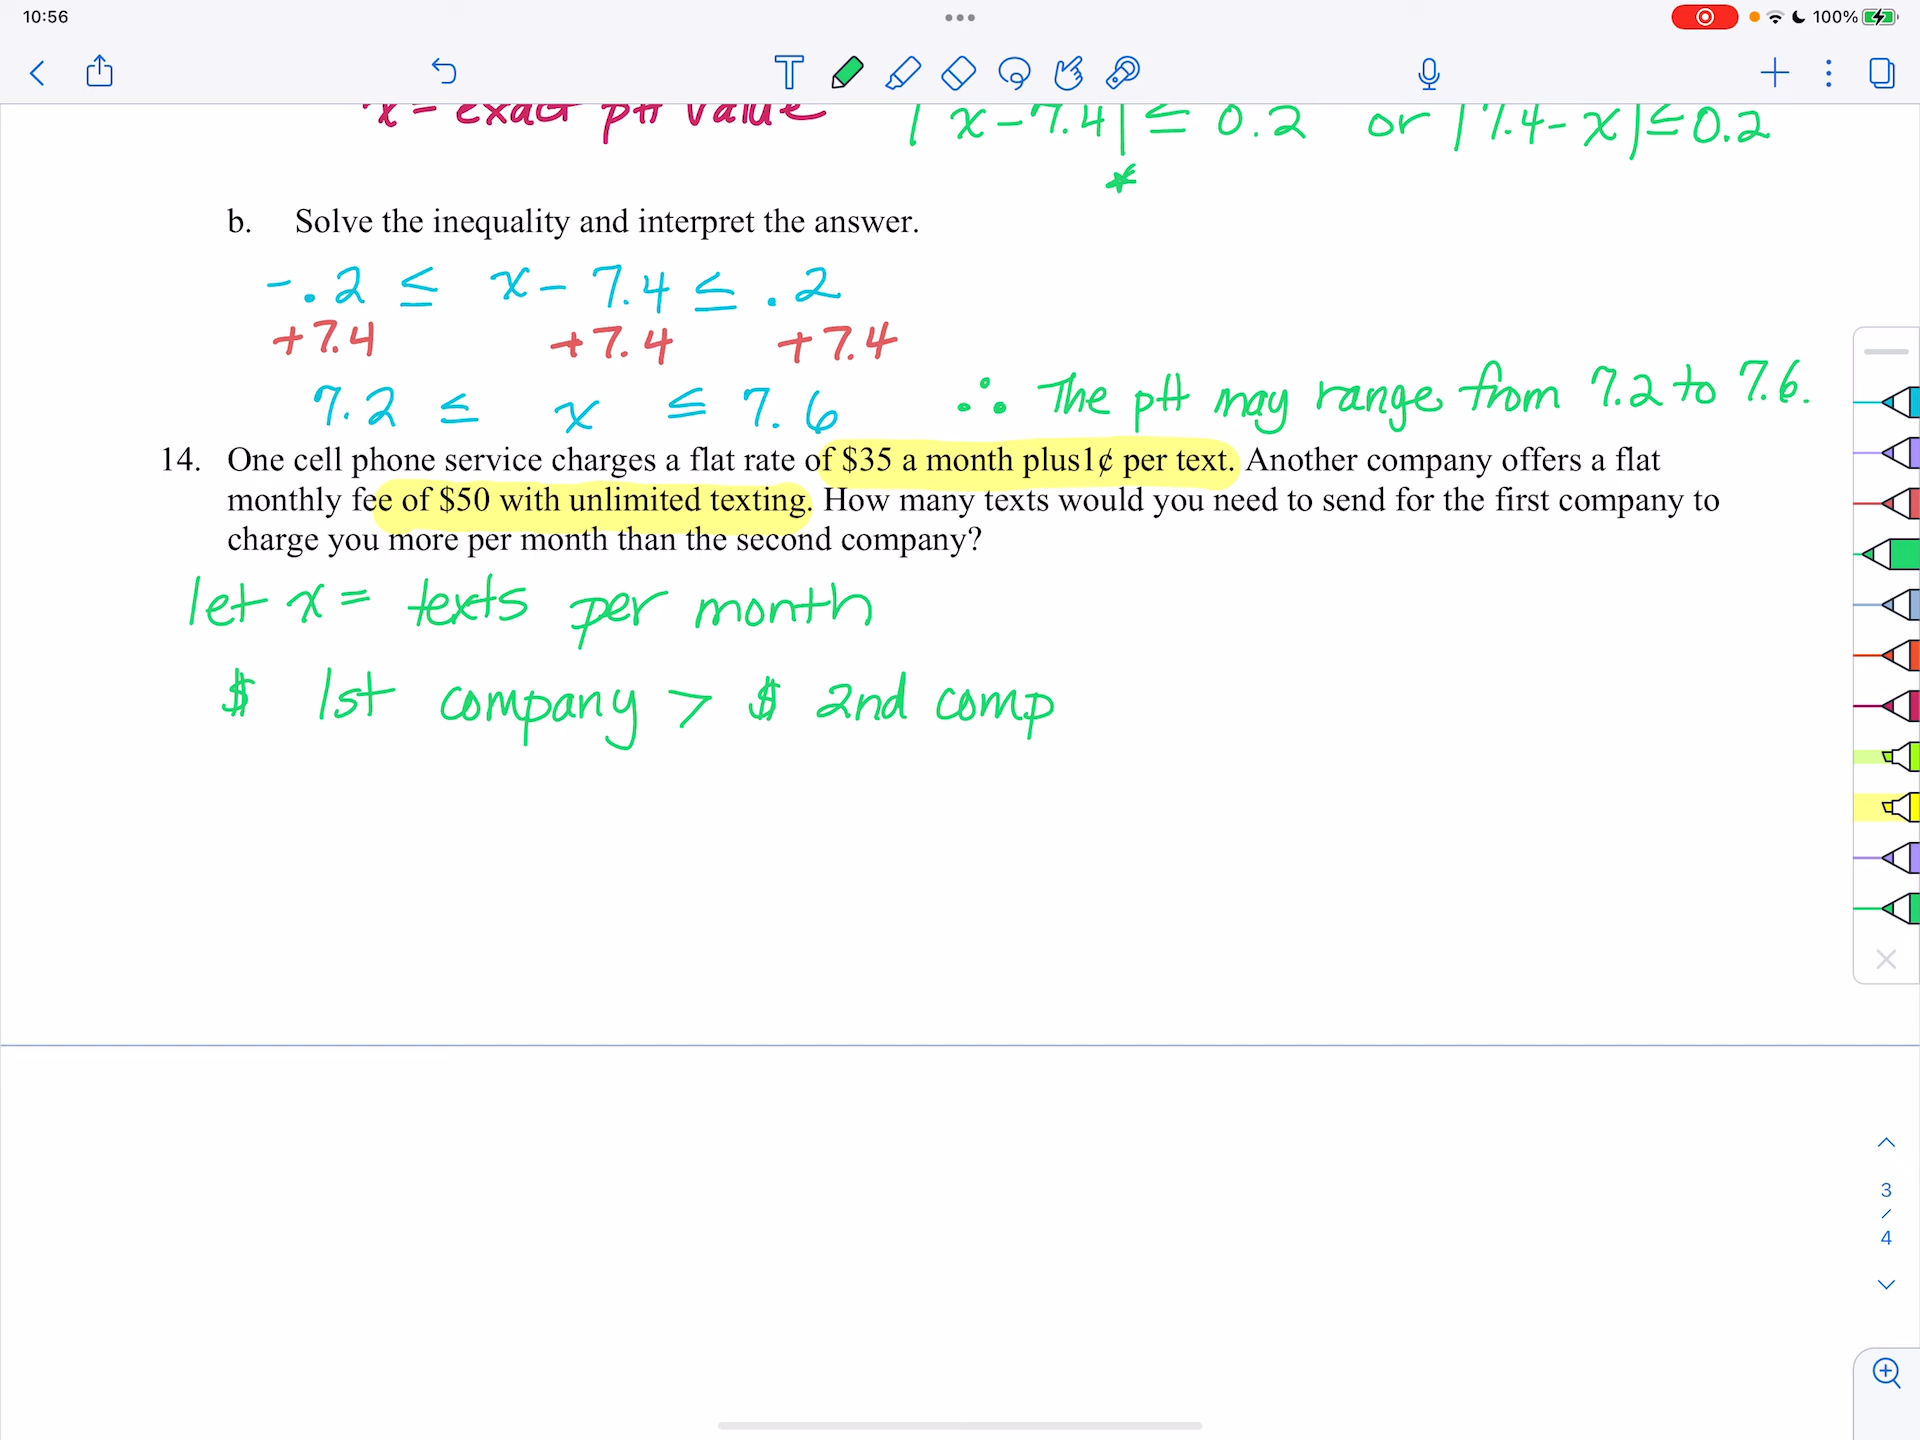 10:56
100%
x = exact pH value |x-7.4| ≤ 0.2 or |7.4-x| ≤ 0.2
*
b. Solve the inequality and interpret the answer.
-.2 ≤ x - 7.4 ≤ .2
+7.4 +7.4 +7.4
7.2 ≤ x ≤ 7.6 ∴ The pH may range from 7.2 to 7.6.
14. One cell phone service charges a flat rate of $35 a month plus1¢ per text. Another company offers a flat
monthly fee of $50 with unlimited texting. How many texts would you need to send for the first company to
charge you more per month than the second company?
let x = texts per month
$ 1st company > $ 2nd comp
3
/
4